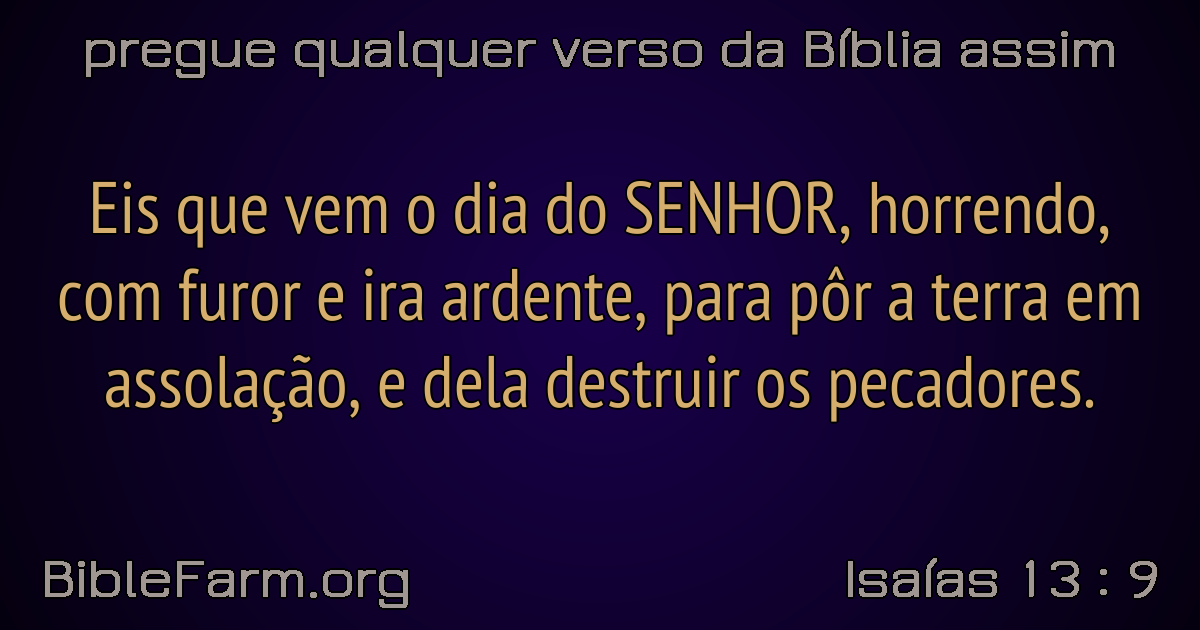 pregue qualquer verso da Bíblia assim
Eis que vem o dia do SENHOR, horrendo,
com furor e ira ardente, para pôr a terra em
assolação, e dela destruir os pecadores.
BibleFarm.org
Isaías 13 : 9